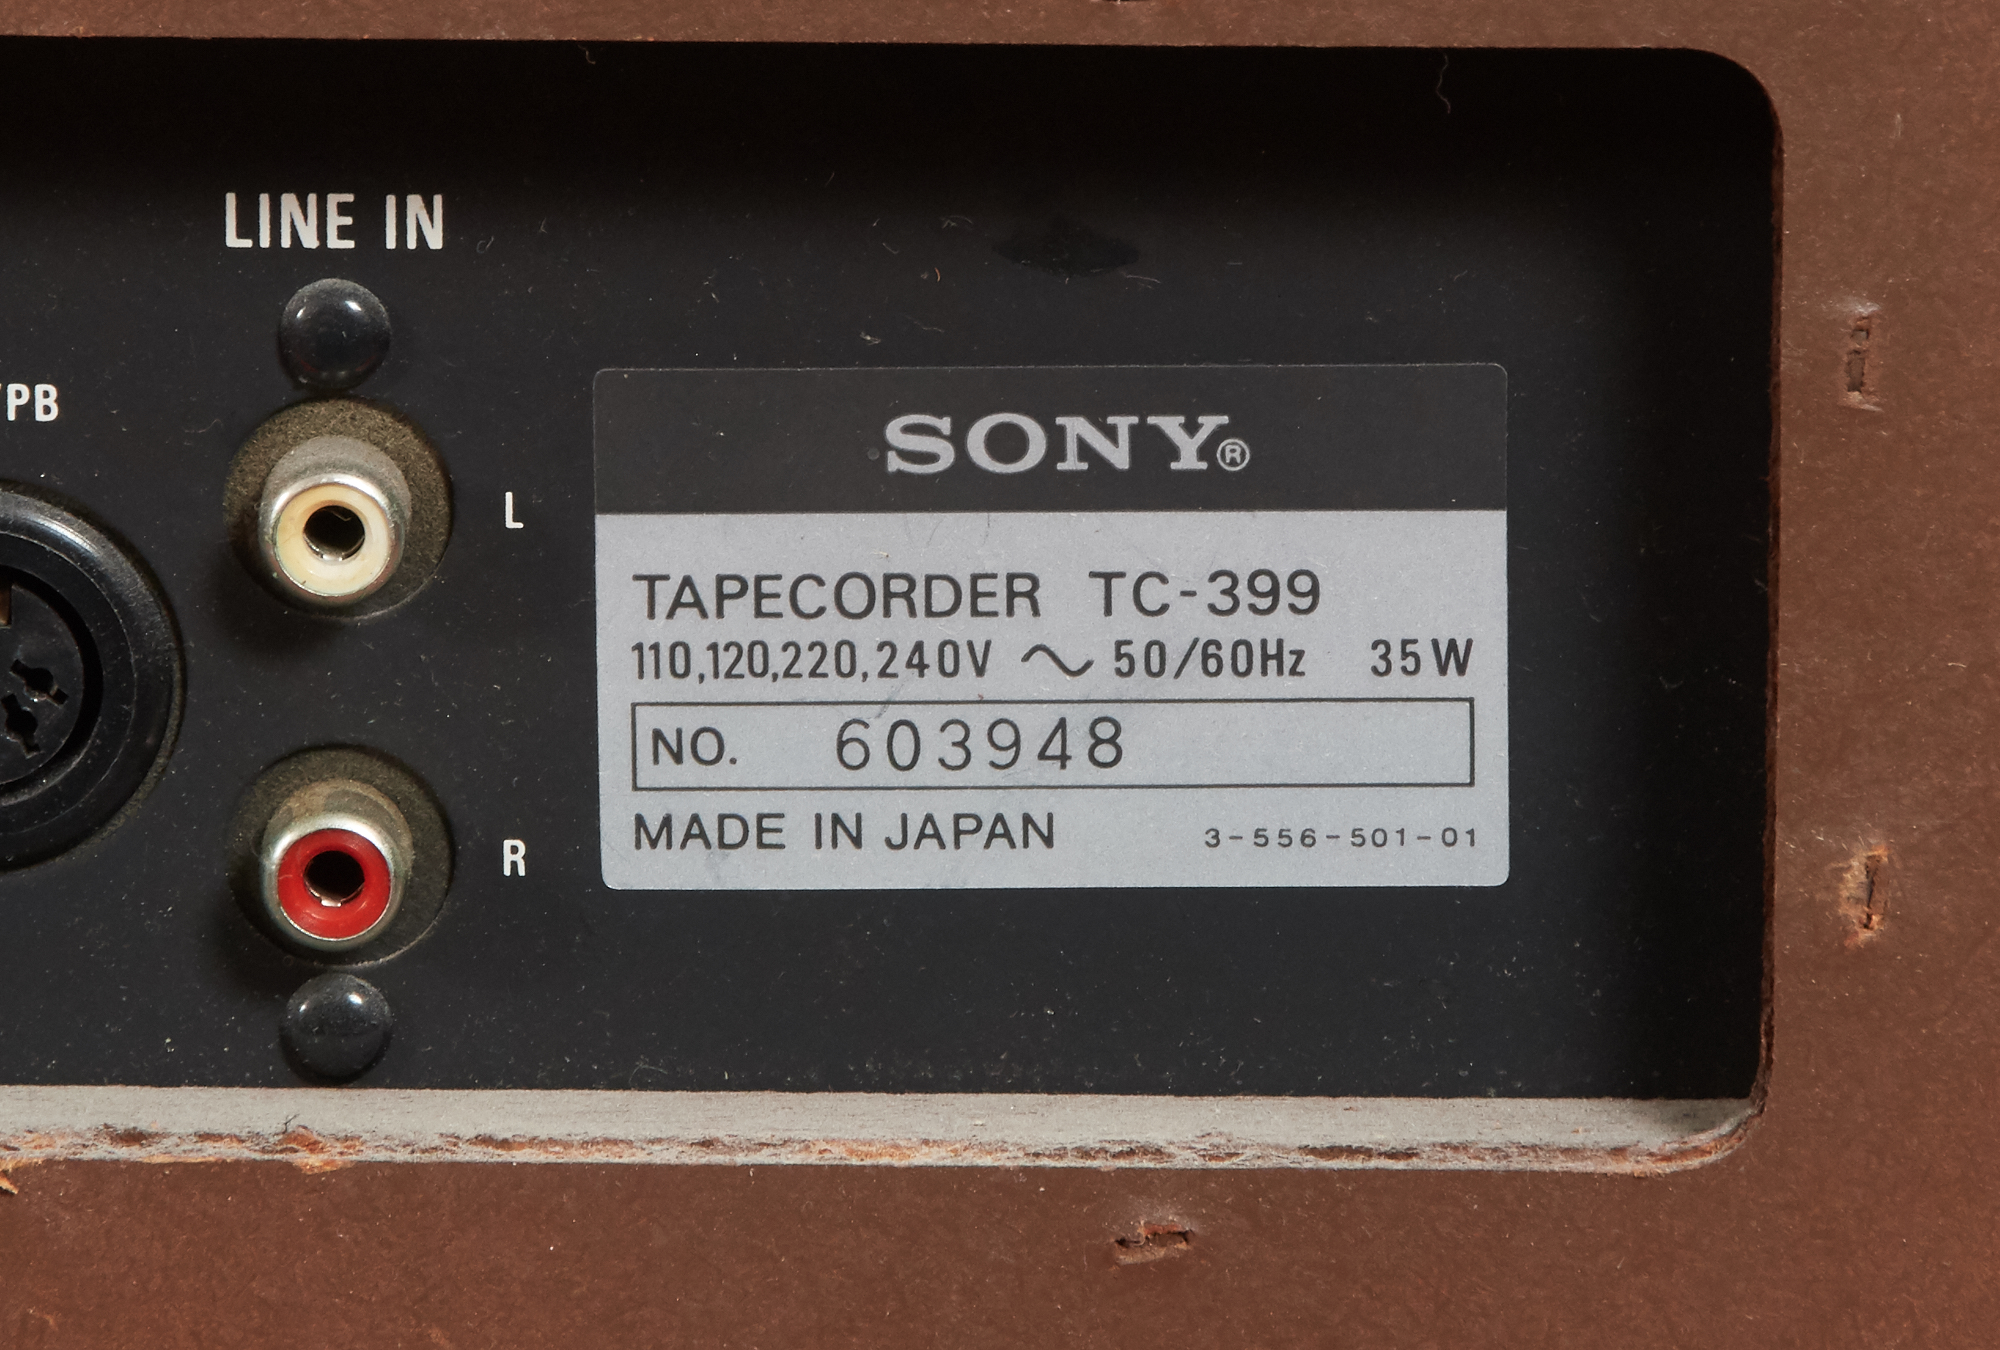 LINE IN
/PB
L
R
SONY®
TAPECORDER TC-399
110,120,220,240V ~ 50/60Hz 35W
NO. 603948
MADE IN JAPAN 3-556-501-01